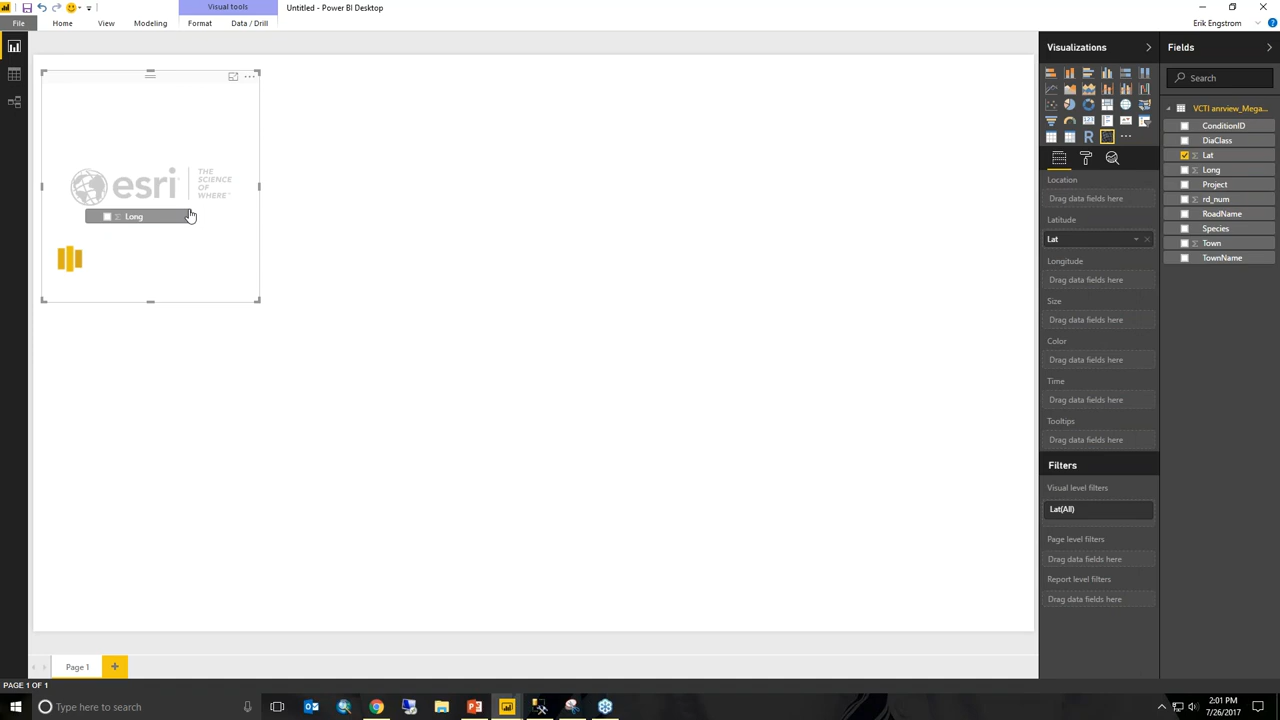 Visual tools
Untitled - Power BI Desktop
File
Home
View
Modeling
Format
Data / Drill
Erik Engstrom
Visualizations
Fields
Search
VCTI anrview_Mega...
ConditionID
DiaClass
Lat
Long
Project
rd_num
RoadName
Species
Town
TownName
R
Location
Drag data fields here
Latitude
Lat
Longitude
Drag data fields here
Size
Drag data fields here
Color
Drag data fields here
Time
Drag data fields here
Tooltips
Drag data fields here
Filters
Visual level filters
Lat(All)
Page level filters
Drag data fields here
Report level filters
Drag data fields here
esri
THE
SCIENCE
OF
WHERE™
Σ Long
Page 1
PAGE 1 OF 1
Type here to search
2:01 PM
7/26/2017